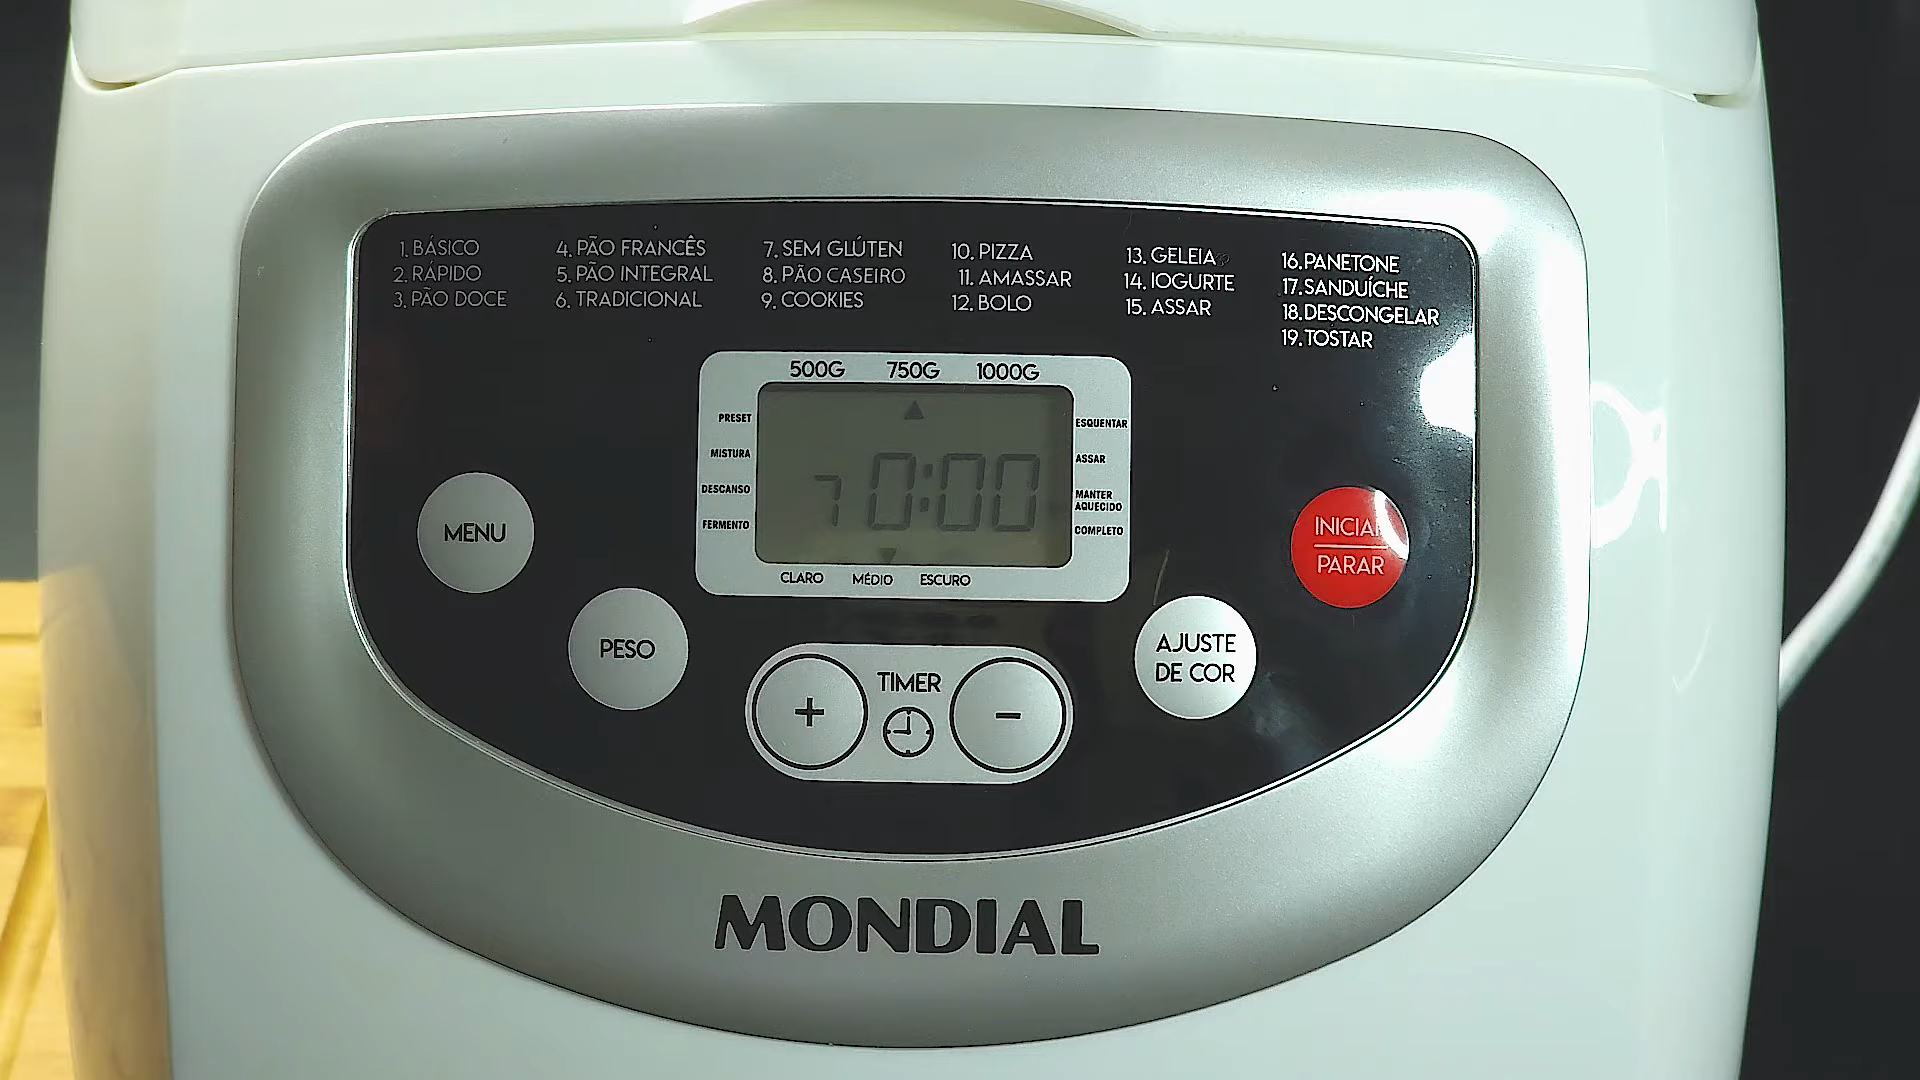 1. BÁSICO
2. RÁPIDO
3. PÃO DOCE
4. PÃO FRANCÊS
5. PÃO INTEGRAL
6. TRADICIONAL
7. SEM GLÚTEN
8. PÃO CASEIRO
9. COOKIES
10. PIZZA
11. AMASSAR
12. BOLO
13. GELEIA
14. IOGURTE
15. ASSAR
16. PANETONE
17. SANDUÍCHE
18. DESCONGELAR
19. TOSTAR
500G 750G 1000G
PRESET
MISTURA
DESCANSO
FERMENTO
7 0:00
ESQUENTAR
ASSAR
MANTER
AQUECIDO
COMPLETO
CLARO MÉDIO ESCURO
MENU
PESO
+ TIMER -
AJUSTE
DE COR
INICIAR
PARAR
MONDIAL